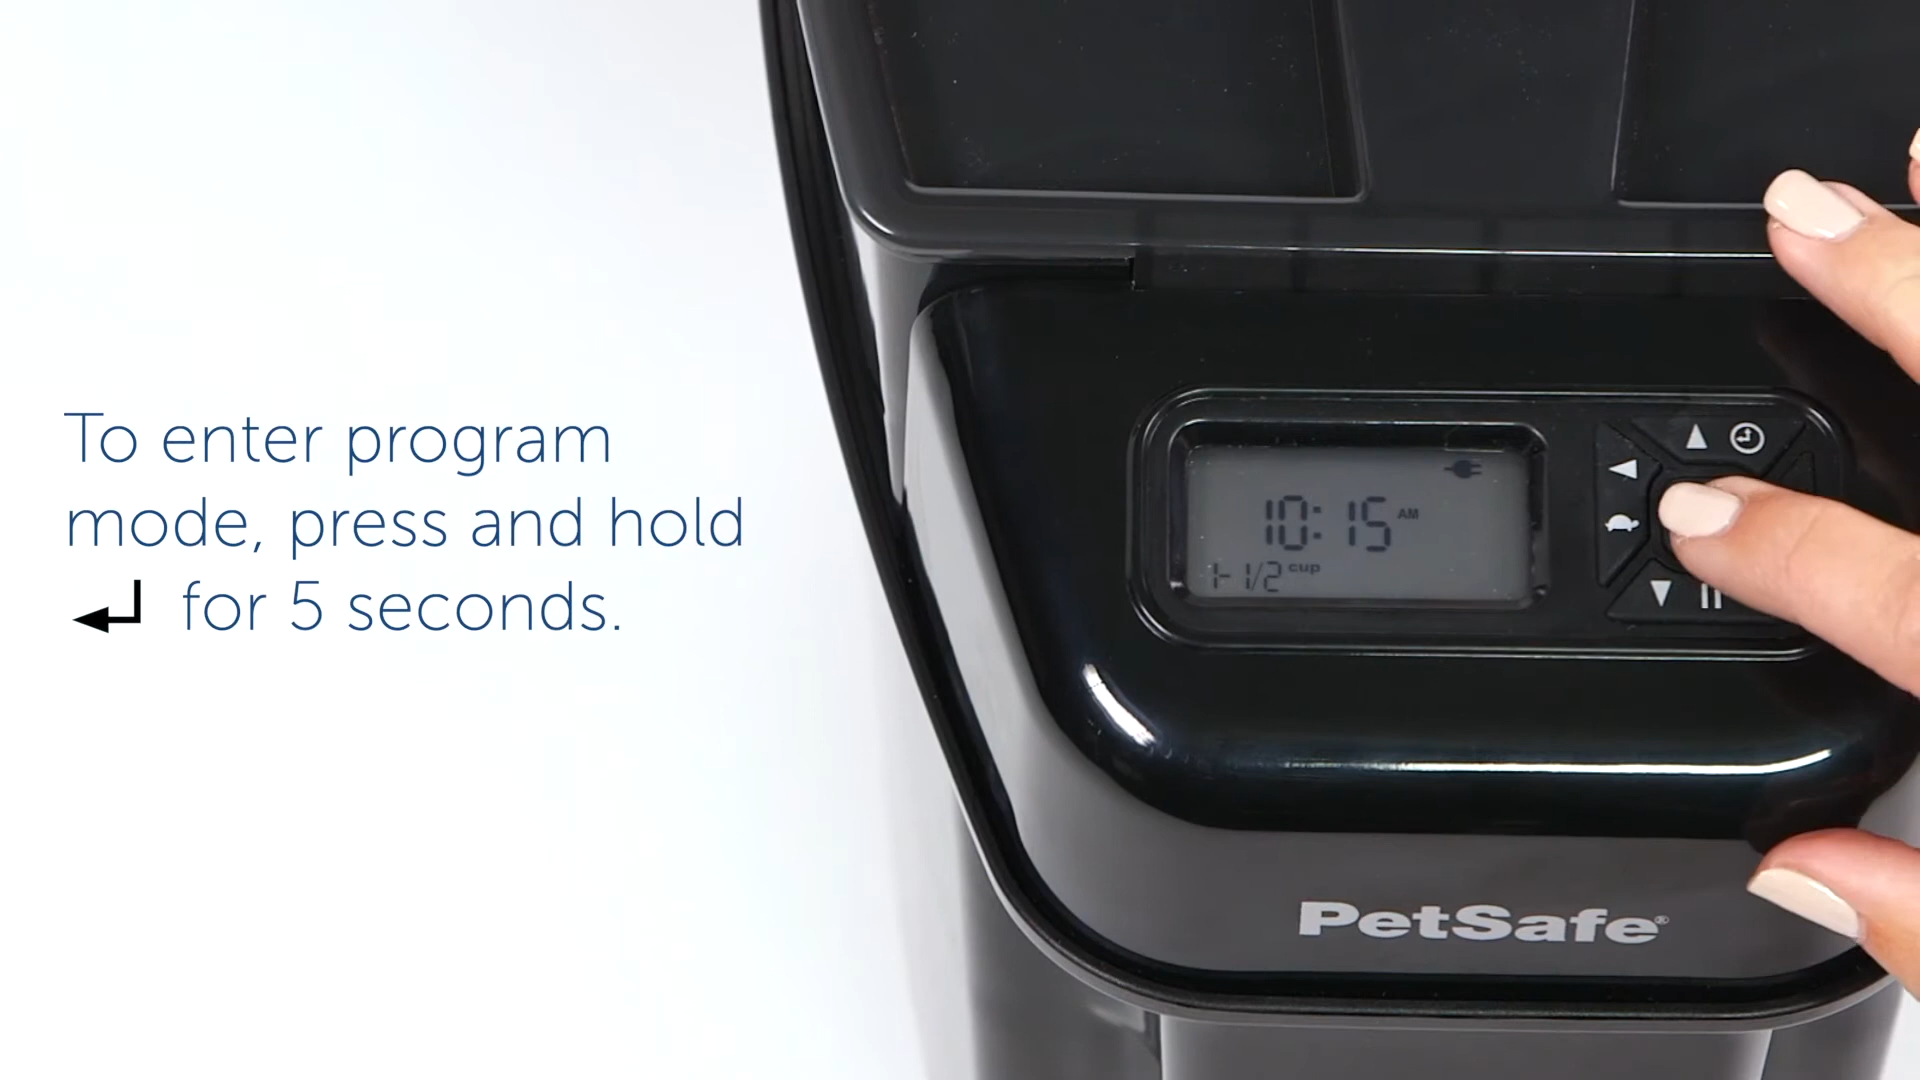 To enter program
mode, press and hold
↵ for 5 seconds.
10:15 AM
1-1/2 cup
PetSafe®